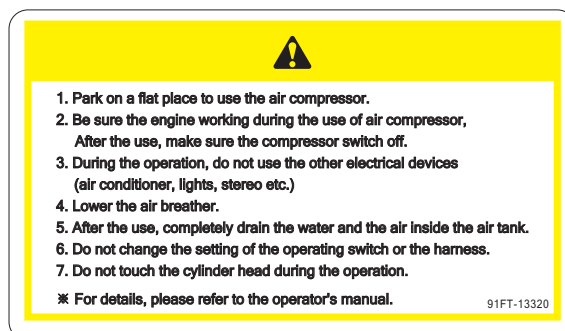 1. Park on a flat place to use the air compressor.
2. Be sure the engine working during the use of air compressor,
After the use, make sure the compressor switch off.
3. During the operation, do not use the other electrical devices
(air conditioner, lights, stereo etc.)
4. Lower the air breather.
5. After the use, completely drain the water and the air inside the air tank.
6. Do not change the setting of the operating switch or the harness.
7. Do not touch the cylinder head during the operation.
※ For details, please refer to the operator's manual.
91FT-13320